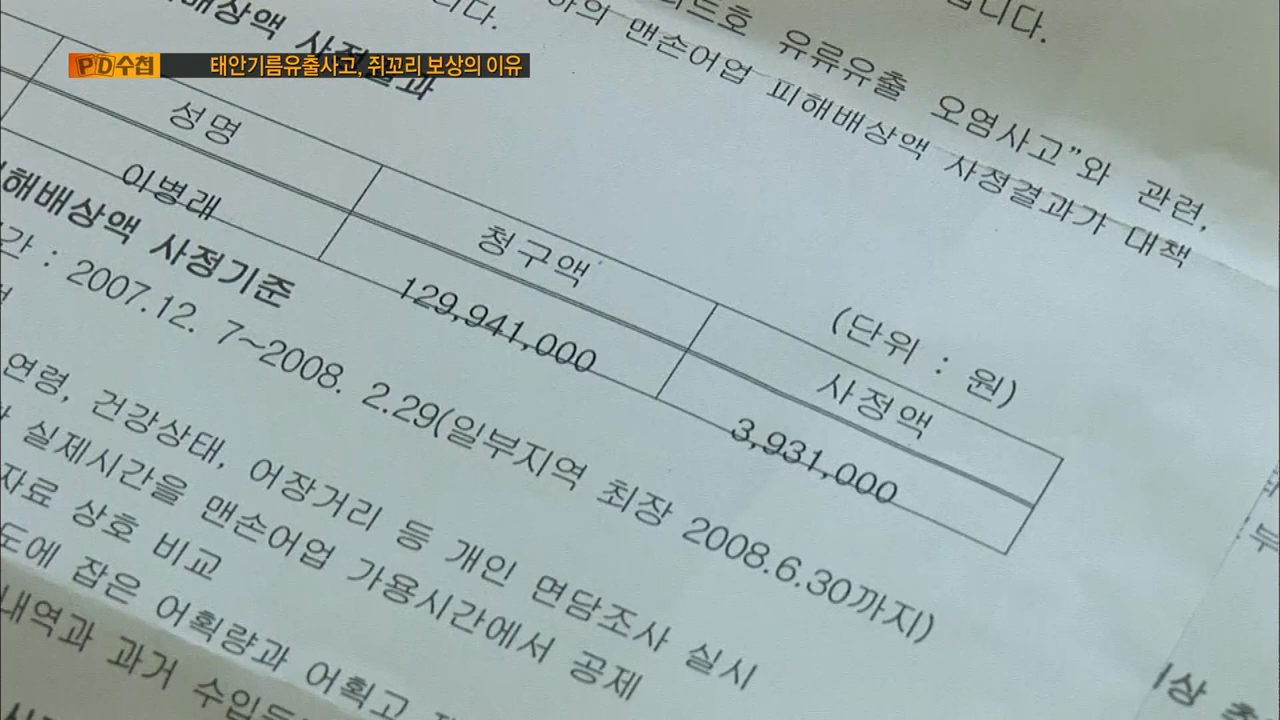 PD수첩 태안기름유출사고, 쥐꼬리 보상의 이유
유류유출 오염사고”와 관련,
맨손어업 피해배상액 사정결과가 대책
사정결과
(단위 : 원)
성명 청구액 사정액
이병래 129,941,000 3,931,000
해배상액 사정기준
: 2007.12. 7~2008. 2.29(일부지역 최장 2008.6.30까지)
연령, 건강상태, 어장거리 등 개인 면담조사 실시
실제시간을 맨손어업 가용시간에서 공제
자료 상호 비교
잡은 어획량과 어획고
내역과 과거